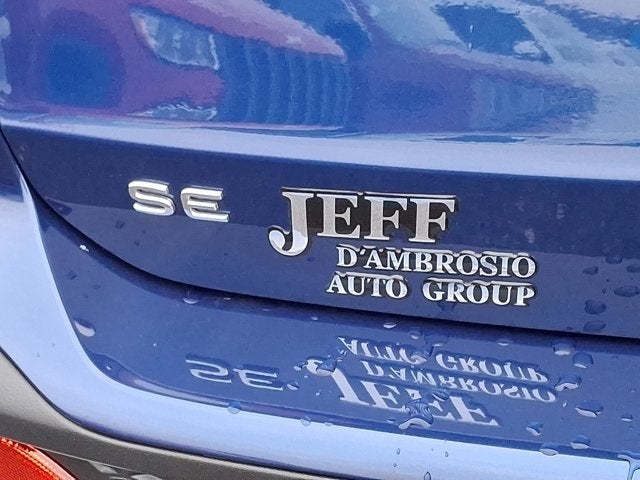 SE
JEFF
D'AMBROSIO
AUTO GROUP